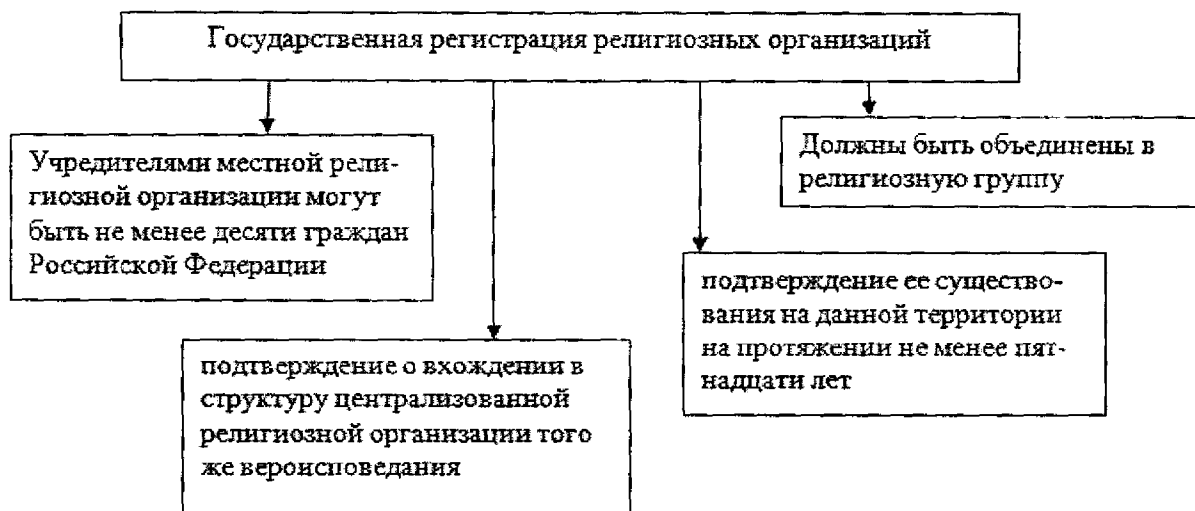 Государственная регистрация религиозных организаций
Учредителями местной рели-
гиозной организации могут
быть не менее десяти граждан
Российской Федерации
подтверждение о вхождении в
структуру централизованной
религиозной организации того
же вероисповедания
подтверждение ее существо-
вания на данной территории
на протяжении не менее пят-
надцати лет
Должны быть объединены в
религиозную группу